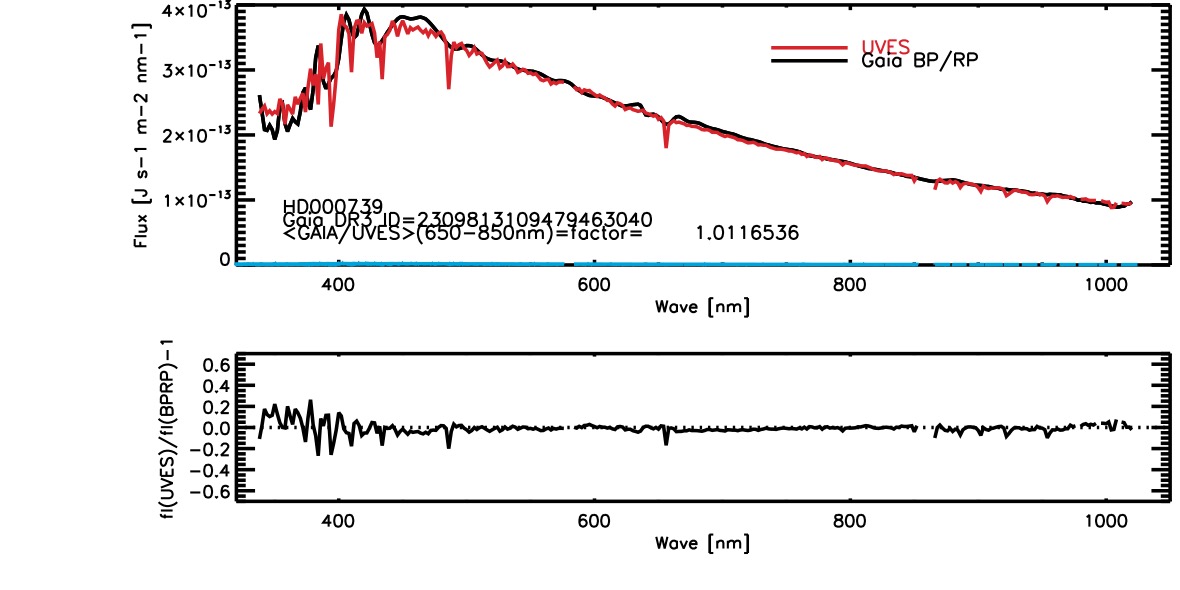 4×10−13
3×10−13
2×10−13
1×10−13
0
Flux [J s−1 m−2 nm−1]
UVES
Gaia BP/RP
HD000739
Gaia DR3 ID=2309813109479463040
<GAIA/UVES>(650−850nm)=factor= 1.0116536
400 600 800 1000
Wave [nm]
0.6
0.4
0.2
0.0
−0.2
−0.4
−0.6
fl(UVES)/fl(BPRP)−1
400 600 800 1000
Wave [nm]